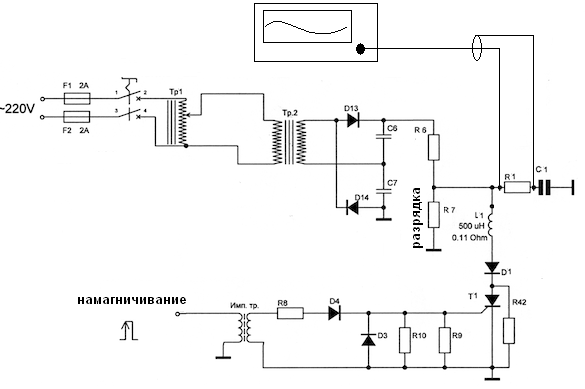 F1 2A
~220V
F2 2A
1 2
3 4
Tp1
Tp.2
D13
C6
C7
D14
R 6
R 7
разрядка
R 1
C 1
L1
500 uH
0.11 Ohm
D1
T1
R42
намагничивание
Имп. тр.
R8
D4
D3
R10
R9